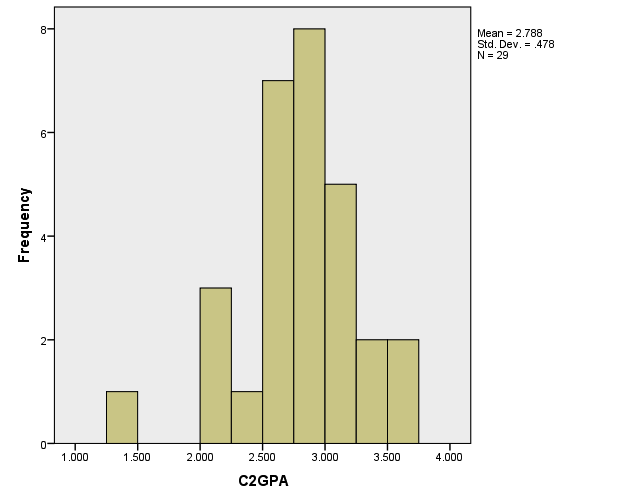 Mean = 2.788
Std. Dev. = .478
N = 29
Frequency
8
6
4
2
0
1.000 1.500 2.000 2.500 3.000 3.500 4.000
C2GPA